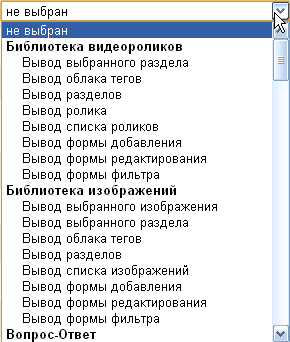 не выбран
не выбран
Библиотека видеороликов
Вывод выбранного раздела
Вывод облака тегов
Вывод разделов
Вывод ролика
Вывод списка роликов
Вывод формы добавления
Вывод формы редактирования
Вывод формы фильтра
Библиотека изображений
Вывод выбранного изображения
Вывод выбранного раздела
Вывод облака тегов
Вывод разделов
Вывод списка изображений
Вывод формы добавления
Вывод формы редактирования
Вывод формы фильтра
Вопрос-Ответ